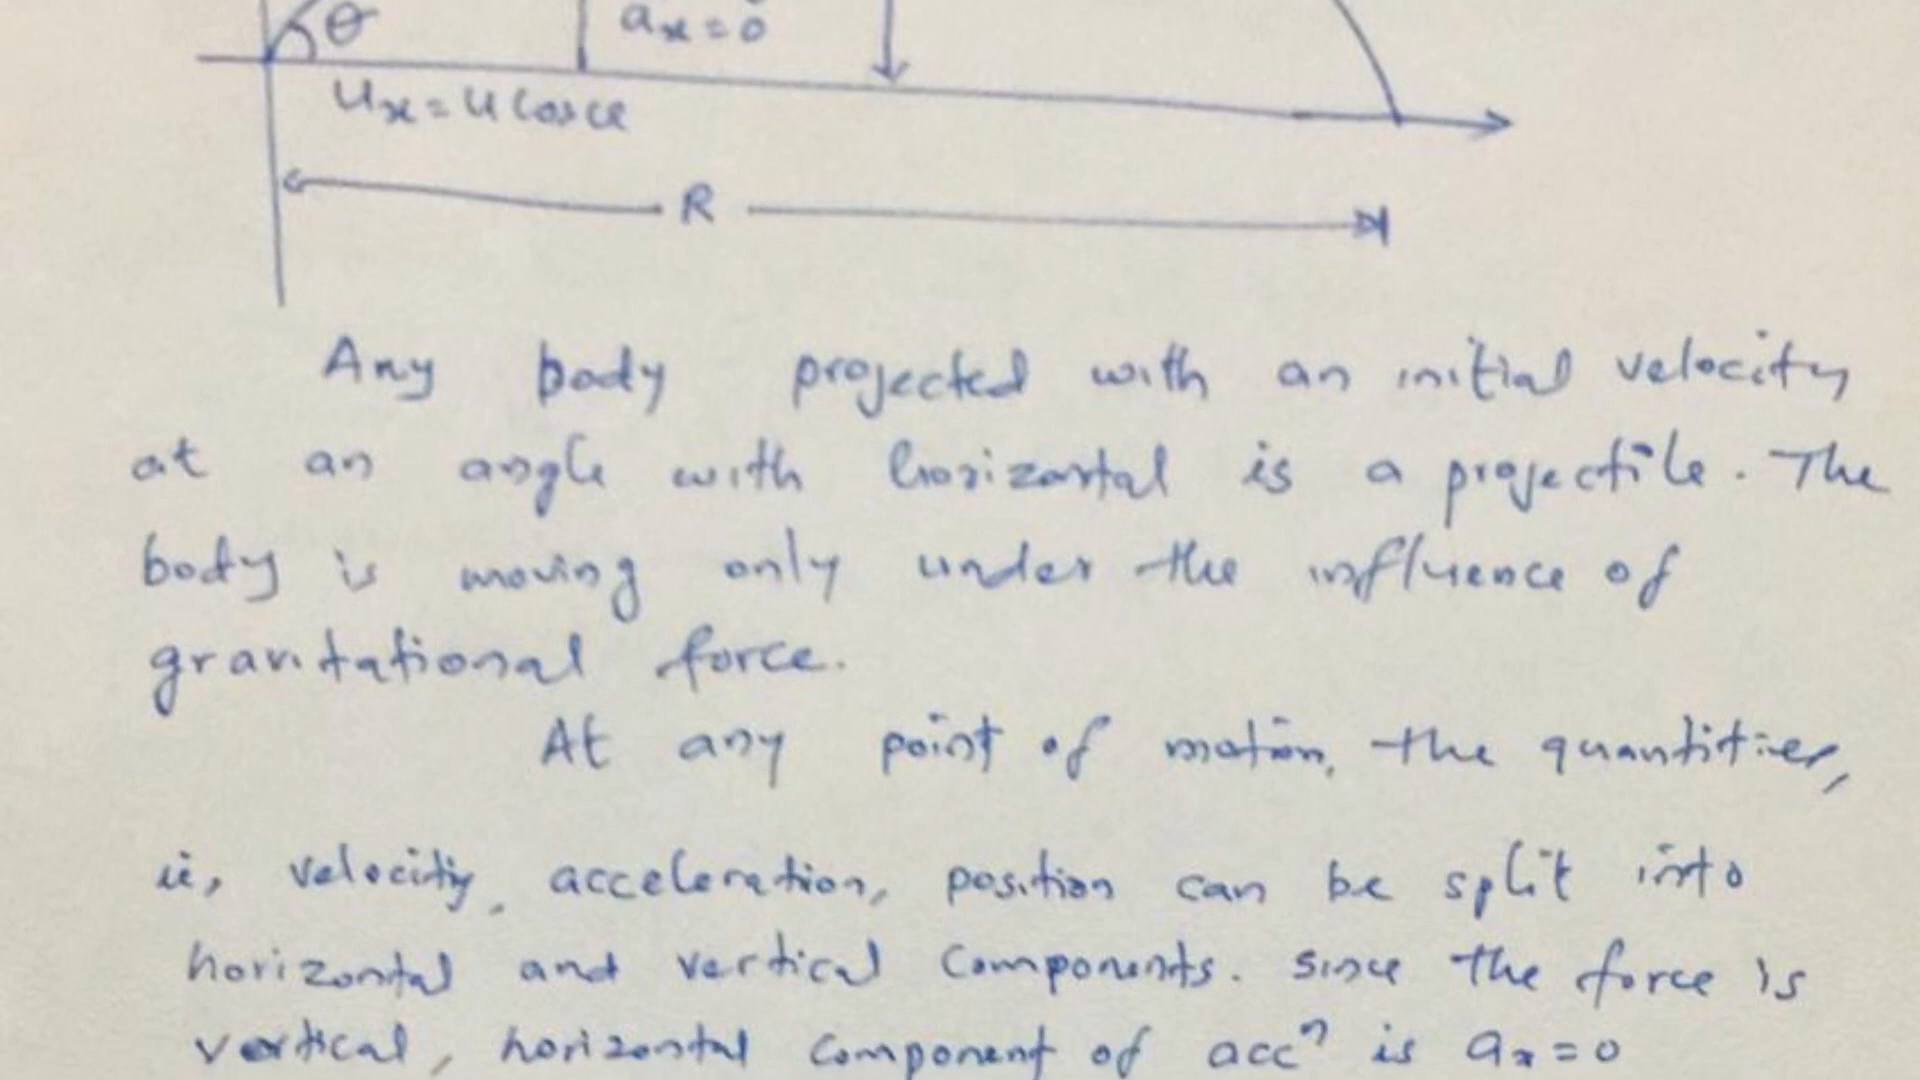 θ
ax=0
ux=u cos α
R
Any body projected with an initial velocity
at an angle with horizontal is a projectile. The
body is moving only under the influence of
gravitational force.
At any point of motion, the quantities,
ie, velocity, acceleration, position can be split into
horizontal and vertical components. Since the force is
vertical, horizontal component of accⁿ is ax=0